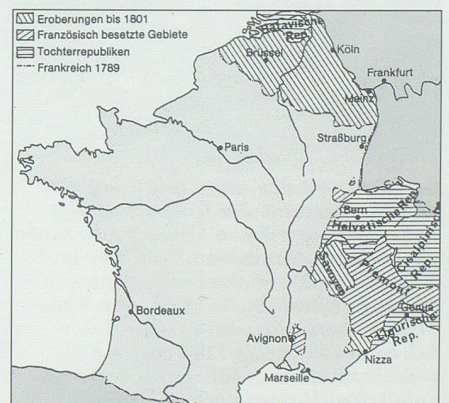 Eroberungen bis 1801
Französisch besetzte Gebiete
Tochterrepubliken
Frankreich 1789
Batavische
Rep.
Brüssel
Köln
Frankfurt
Mainz
Paris
Straßburg
Bern
Helvetische Rep.
Cisalpinische
Rep.
Savoyen
Piemont
Genua
Ligurische
Rep.
Bordeaux
Avignon
Nizza
Marseille